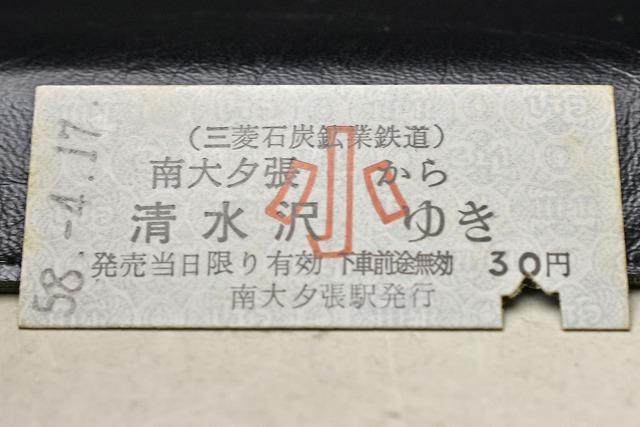 58.-4.17.
(三菱石炭鉱業鉄道)
南大夕張 から
清水沢 ゆき
小
発売当日限り有効 下車前途無効 30円
南大夕張駅発行